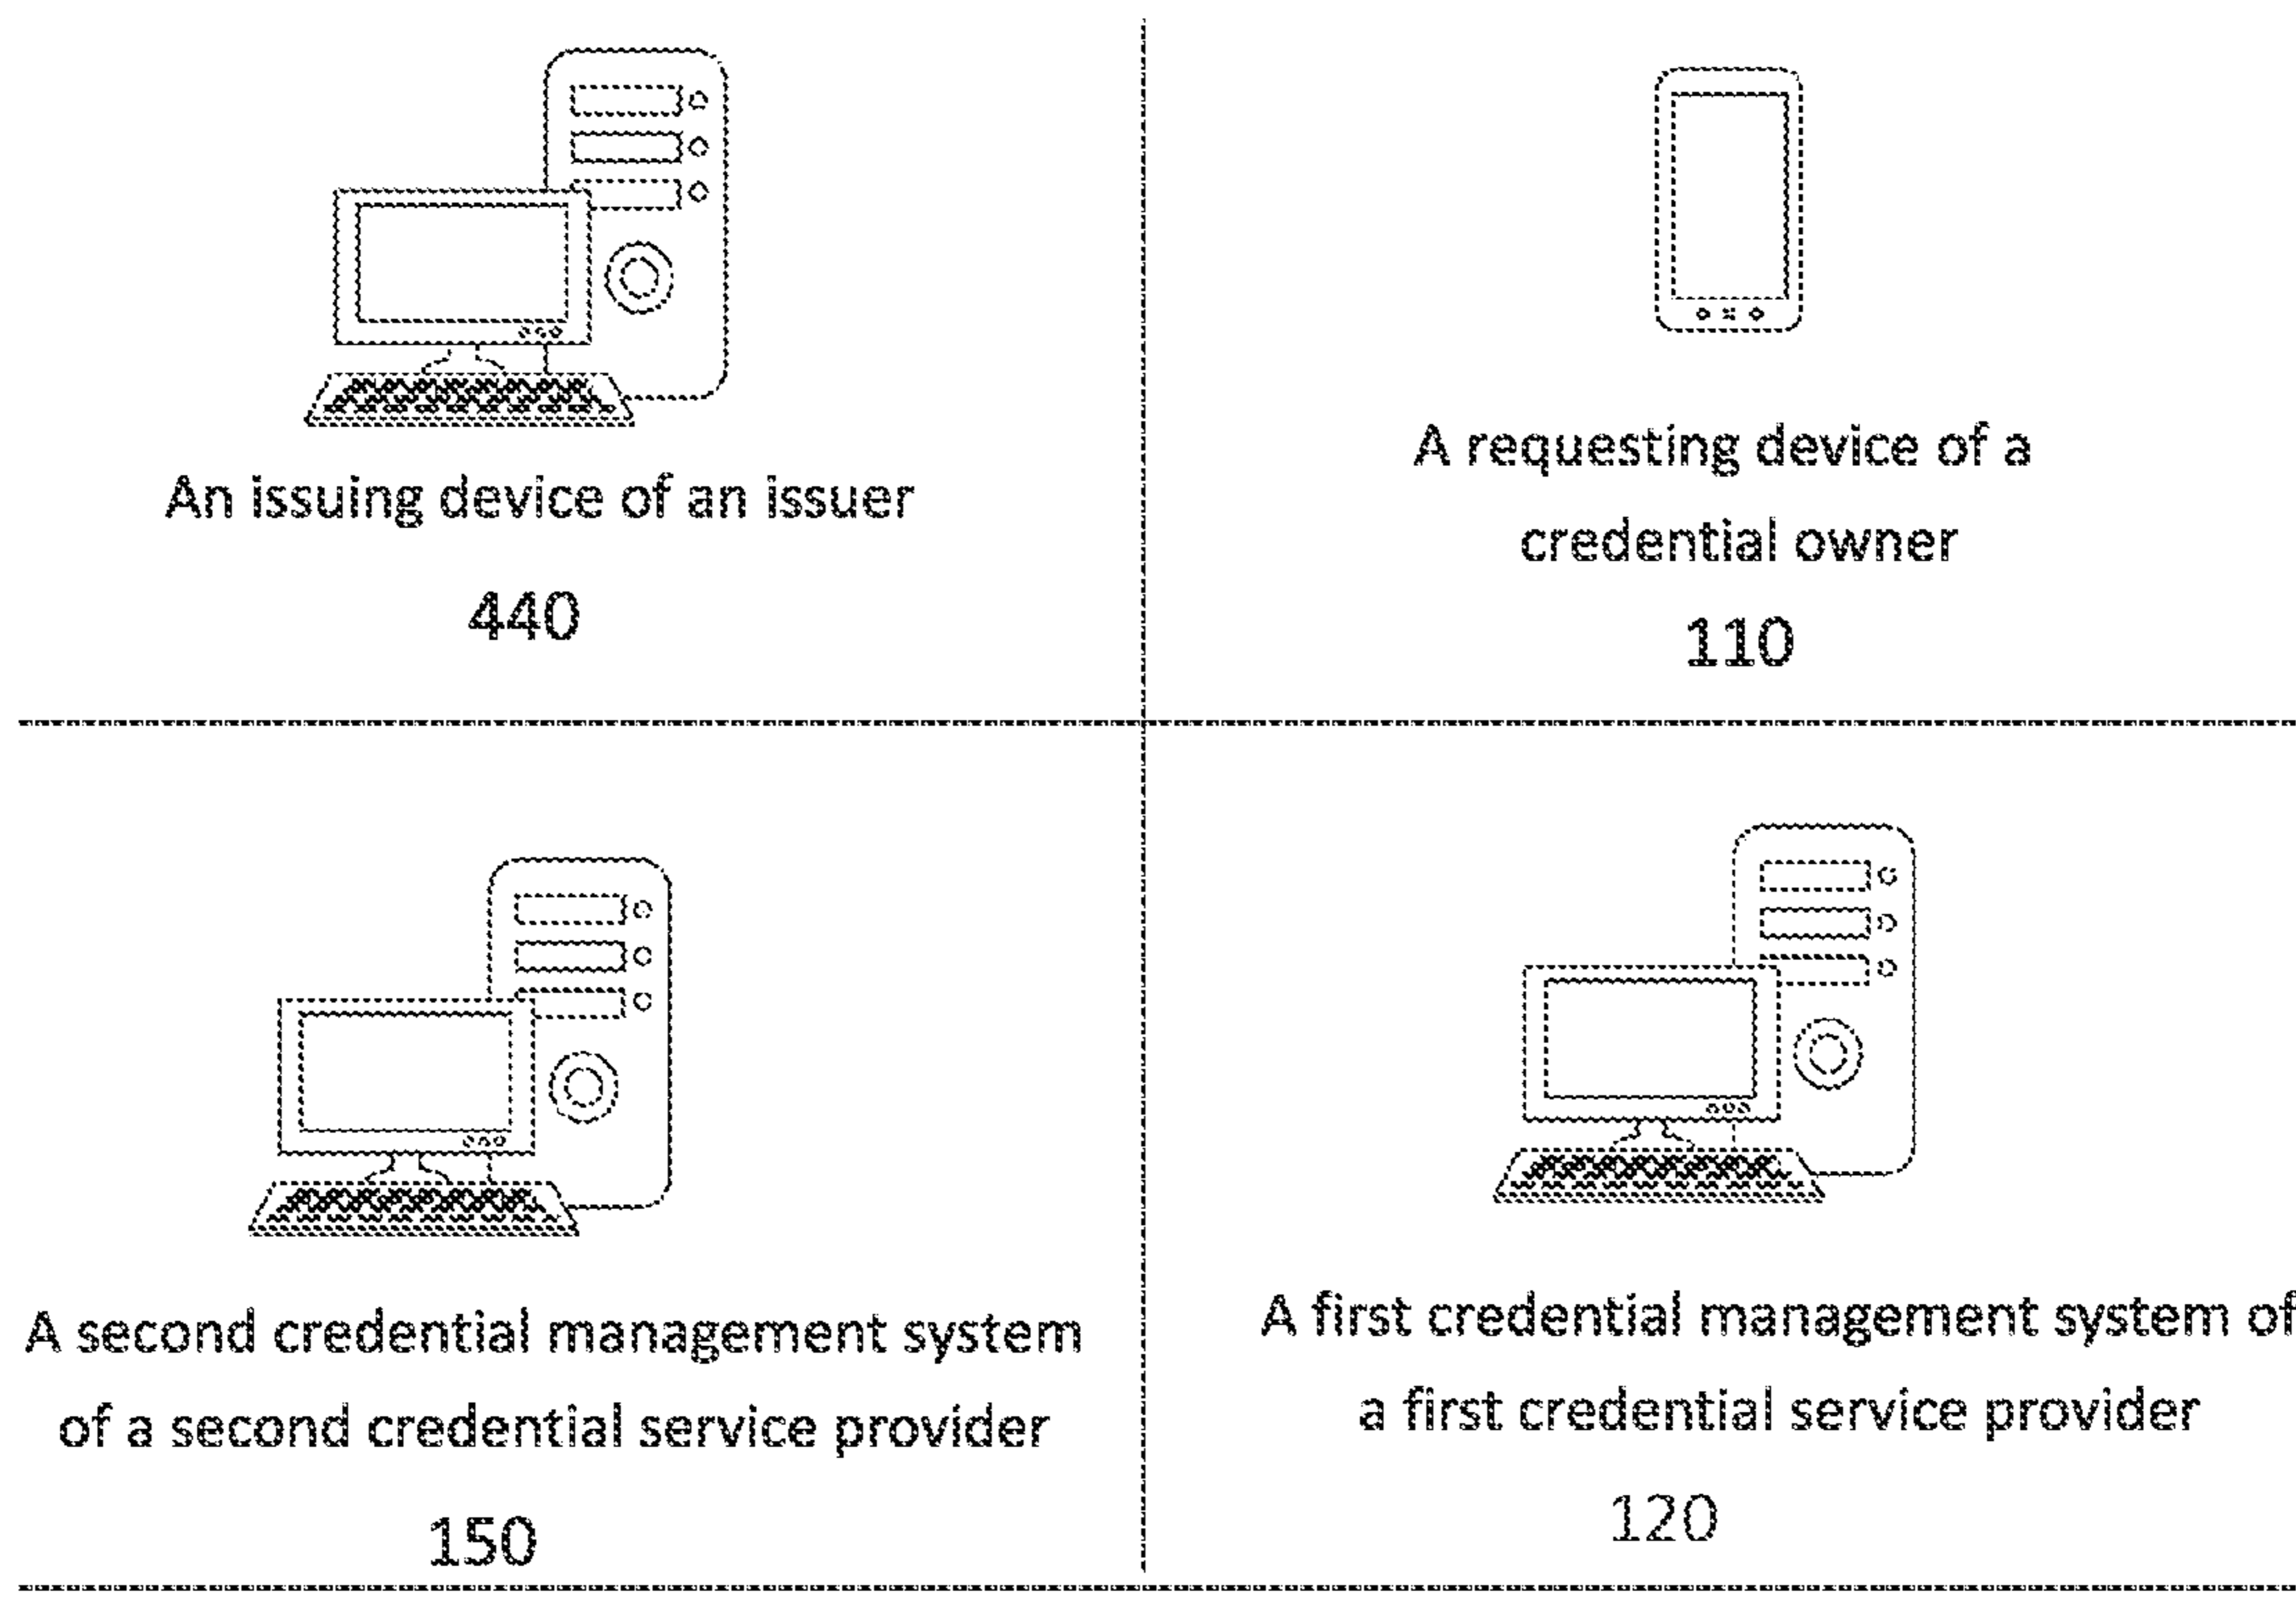 An issuing device of an issuer
440
A requesting device of a
credential owner
110
A second credential management system
of a second credential service provider
150
A first credential management system of
a first credential service provider
120